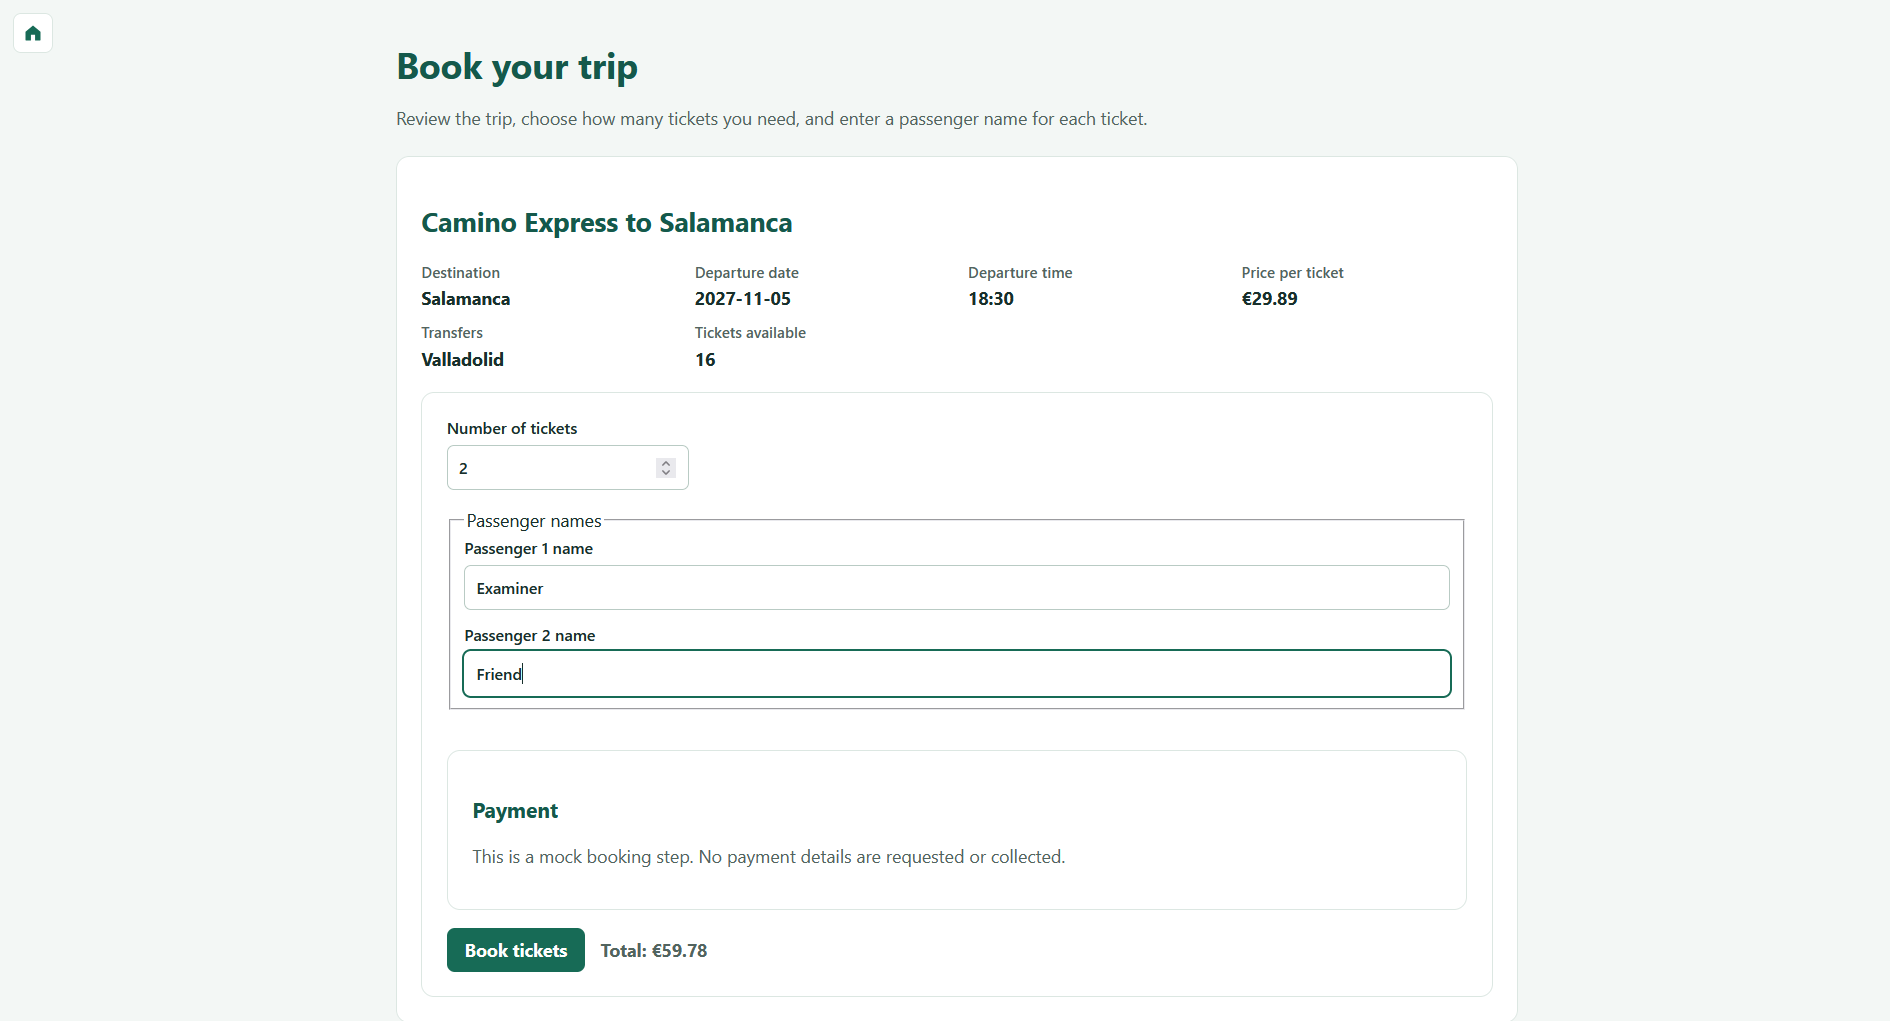 Book your trip
Review the trip, choose how many tickets you need, and enter a passenger name for each ticket.
Camino Express to Salamanca
Destination
Salamanca
Departure date
2027-11-05
Departure time
18:30
Price per ticket
€29.89
Transfers
Valladolid
Tickets available
16
Number of tickets
2
Passenger names
Passenger 1 name
Examiner
Passenger 2 name
Friend
Payment
This is a mock booking step. No payment details are requested or collected.
Book tickets
Total: €59.78